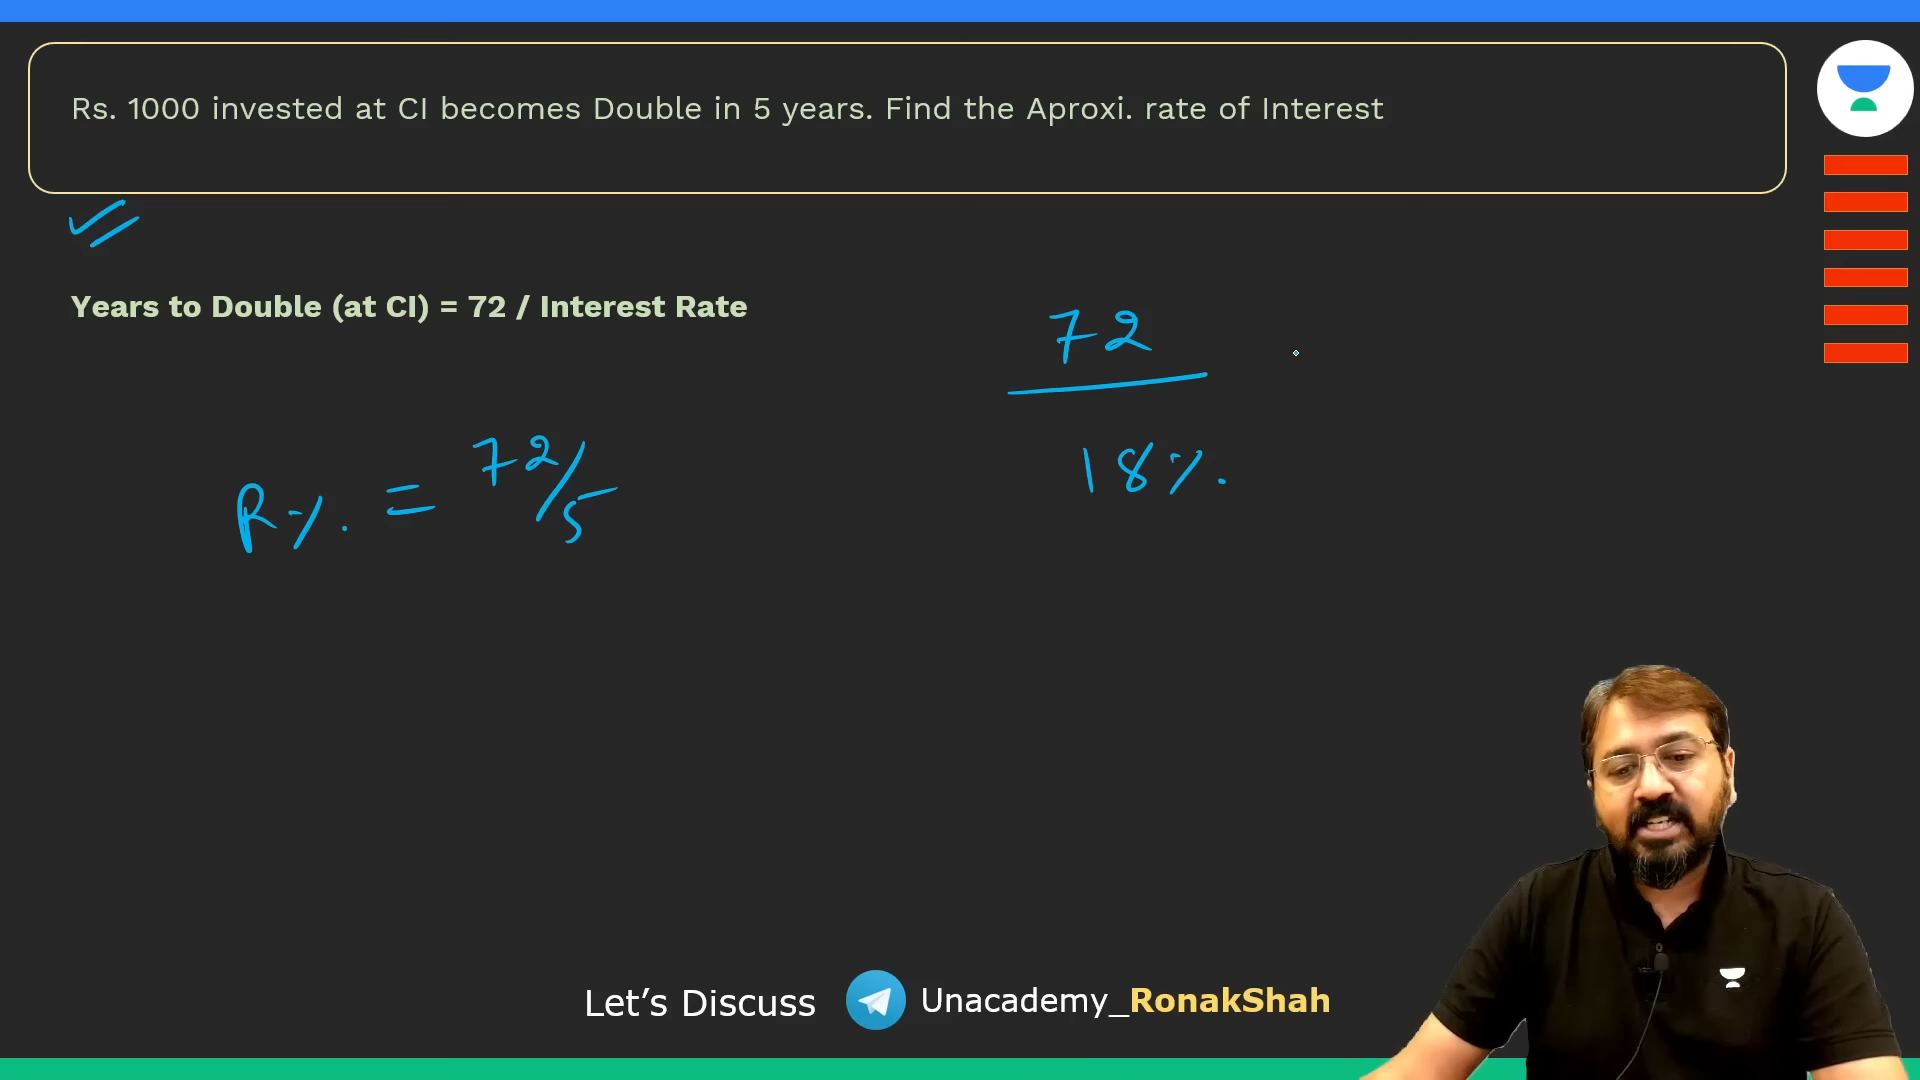 Rs. 1000 invested at CI becomes Double in 5 years. Find the Aproxi. rate of Interest
Years to Double (at CI) = 72 / Interest Rate
72
18%.
R%. = 72/5
Let’s Discuss Unacademy_RonakShah